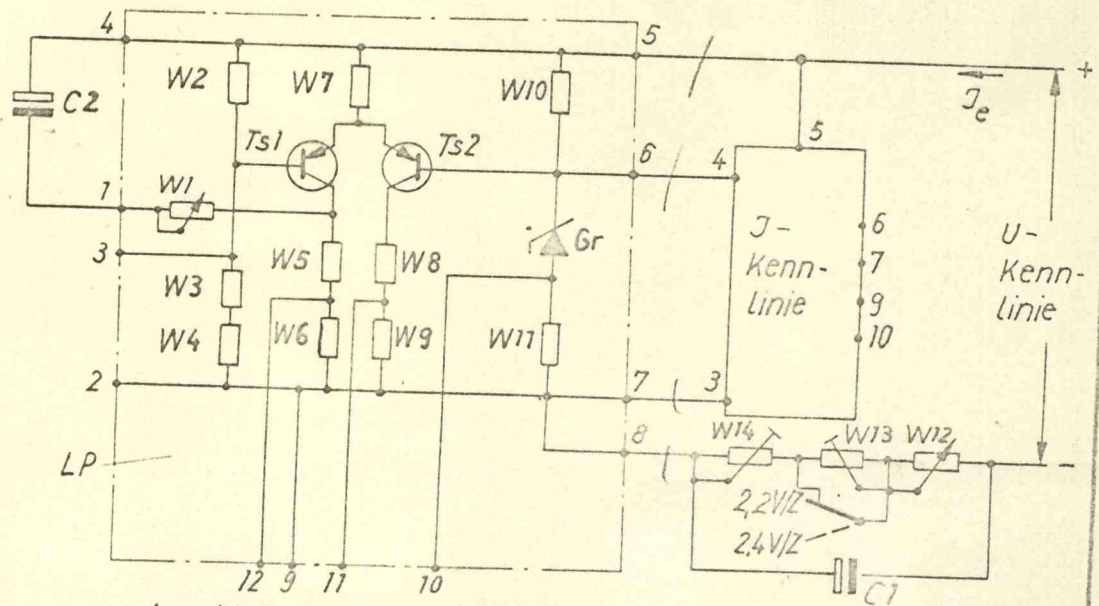 4
5
C2
W2
W7
W10
Ts1
Ts2
6
4
5
J e
+
1
W1
3
W3
W5
W8
Gr
J-
Kenn-
linie
6
7
9
10
U-
Kenn-
linie
W4
W6
W9
W11
2
7
3
8
W14
W13
W12
-
LP
2,2V/Z
2,4V/Z
C1
12
9
11
10